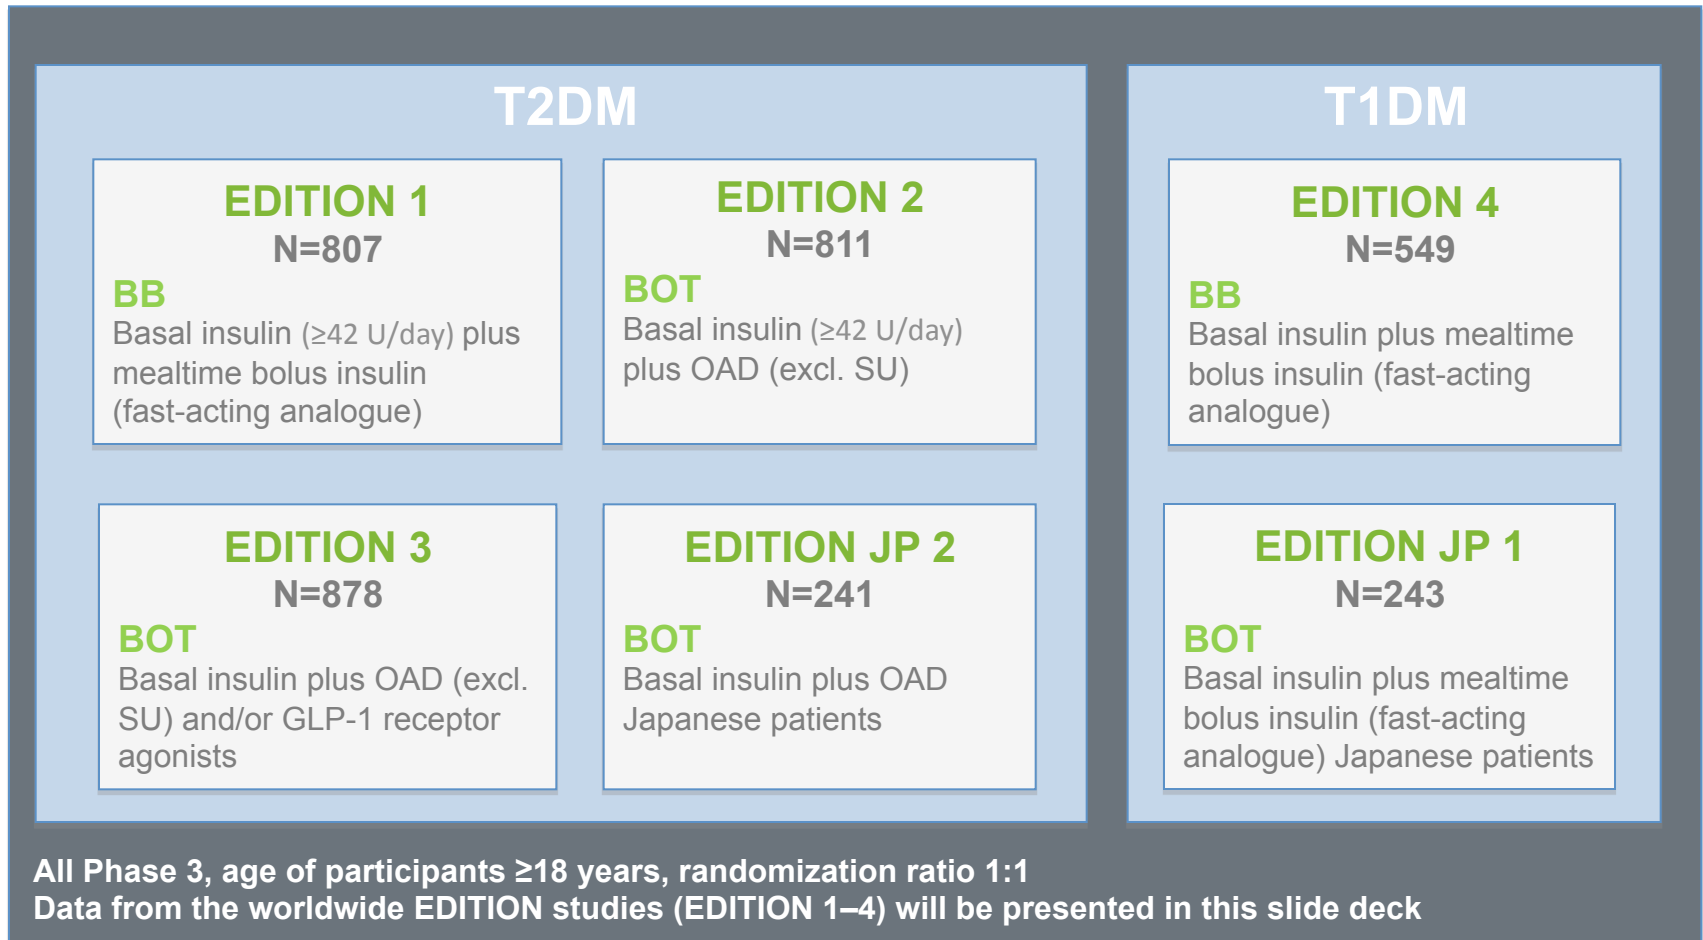 T2DM
EDITION 1
N=807
BB
Basal insulin (≥42 U/day) plus
mealtime bolus insulin
(fast-acting analogue)
EDITION 2
N=811
BOT
Basal insulin (≥42 U/day)
plus OAD (excl. SU)
EDITION 3
N=878
BOT
Basal insulin plus OAD (excl.
SU) and/or GLP-1 receptor
agonists
EDITION JP 2
N=241
BOT
Basal insulin plus OAD
Japanese patients
T1DM
EDITION 4
N=549
BB
Basal insulin plus mealtime
bolus insulin (fast-acting
analogue)
EDITION JP 1
N=243
BOT
Basal insulin plus mealtime
bolus insulin (fast-acting
analogue) Japanese patients
All Phase 3, age of participants ≥18 years, randomization ratio 1:1
Data from the worldwide EDITION studies (EDITION 1–4) will be presented in this slide deck